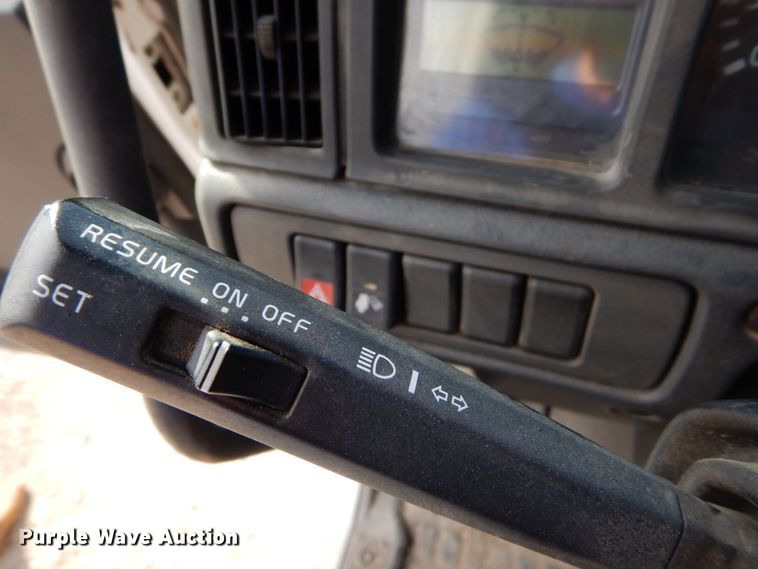 RESUME
ON
OFF
SET
Purple Wave Auction